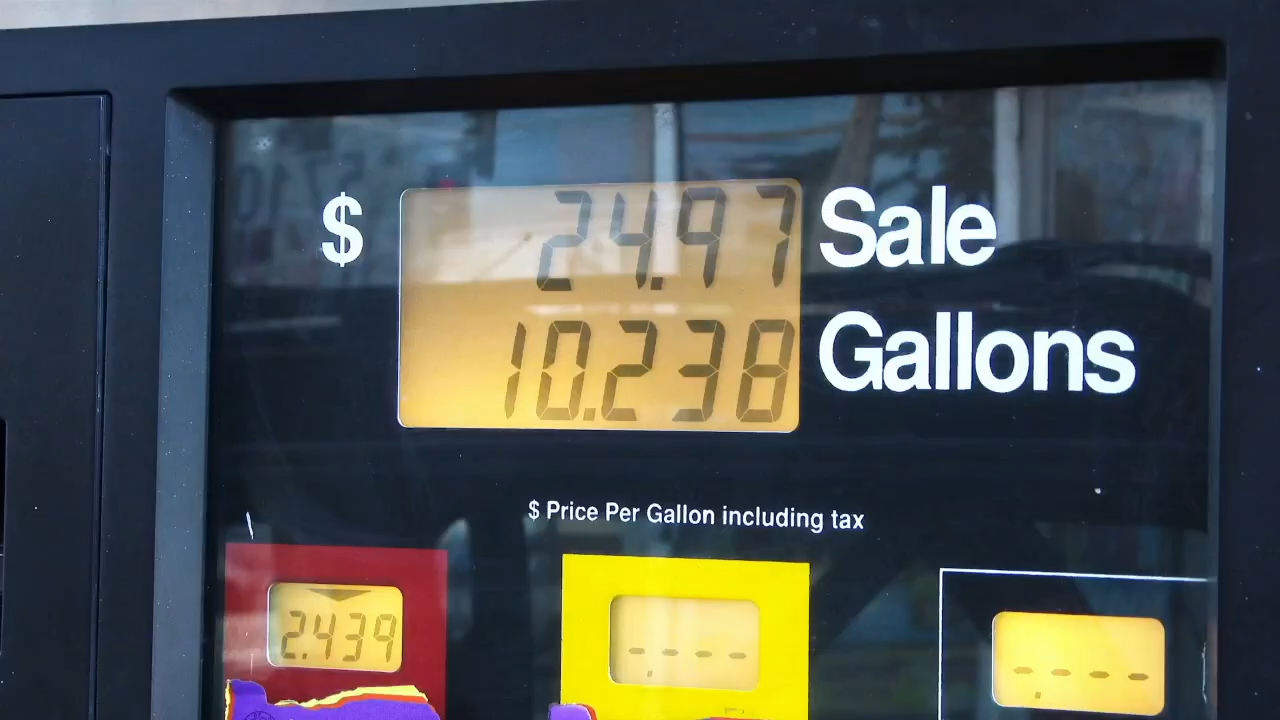 $ 24.97 Sale
10.238 Gallons
$ Price Per Gallon including tax
2.439 -.--- -.---